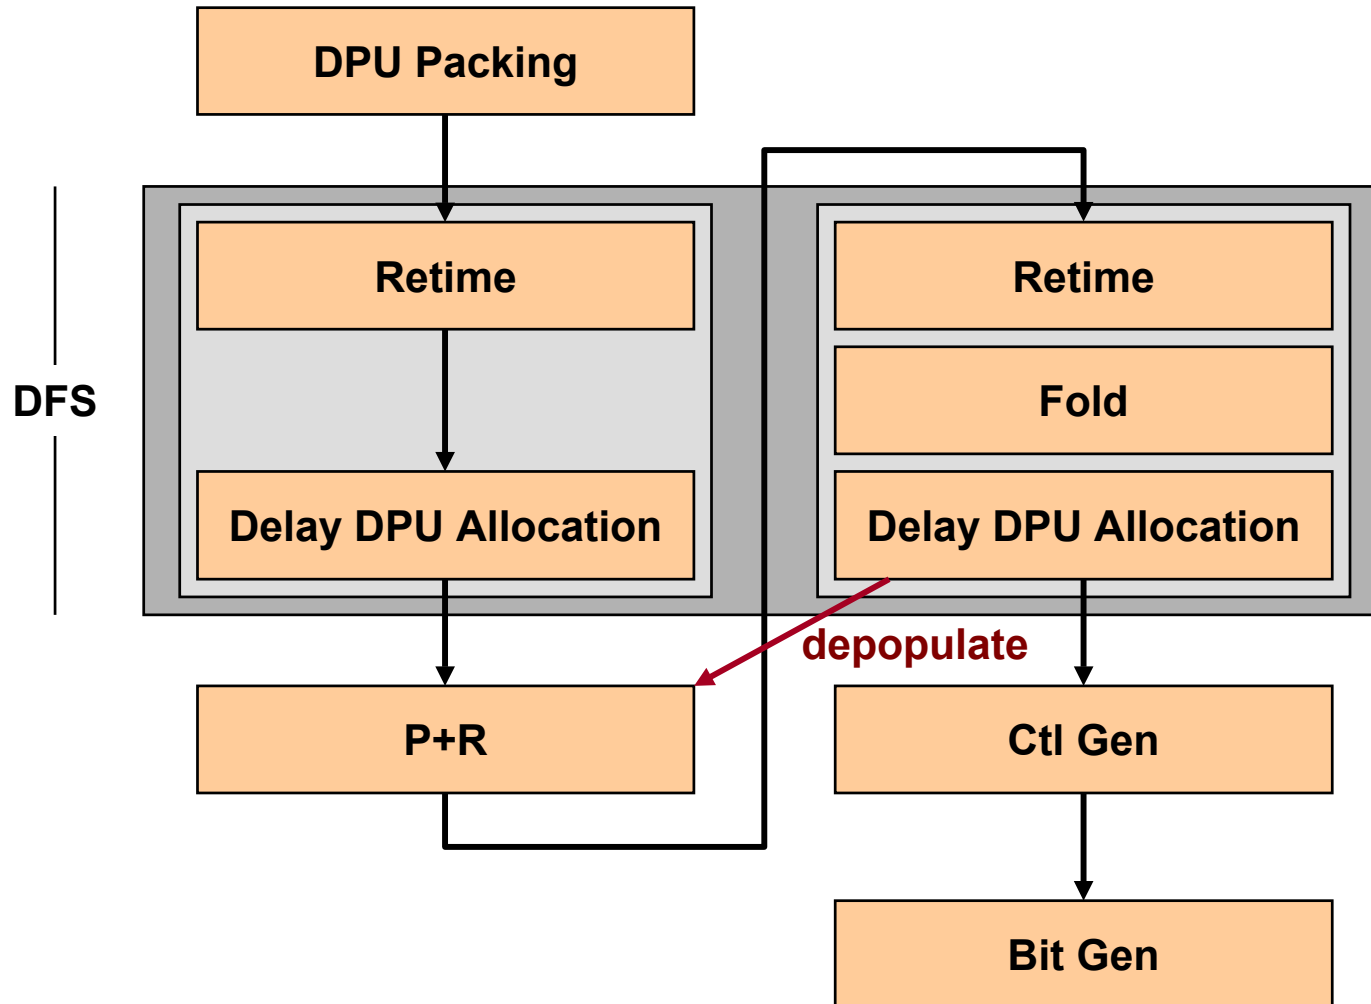 DPU Packing
DFS
Retime
Delay DPU Allocation
P+R
Retime
Fold
Delay DPU Allocation
depopulate
Ctl Gen
Bit Gen